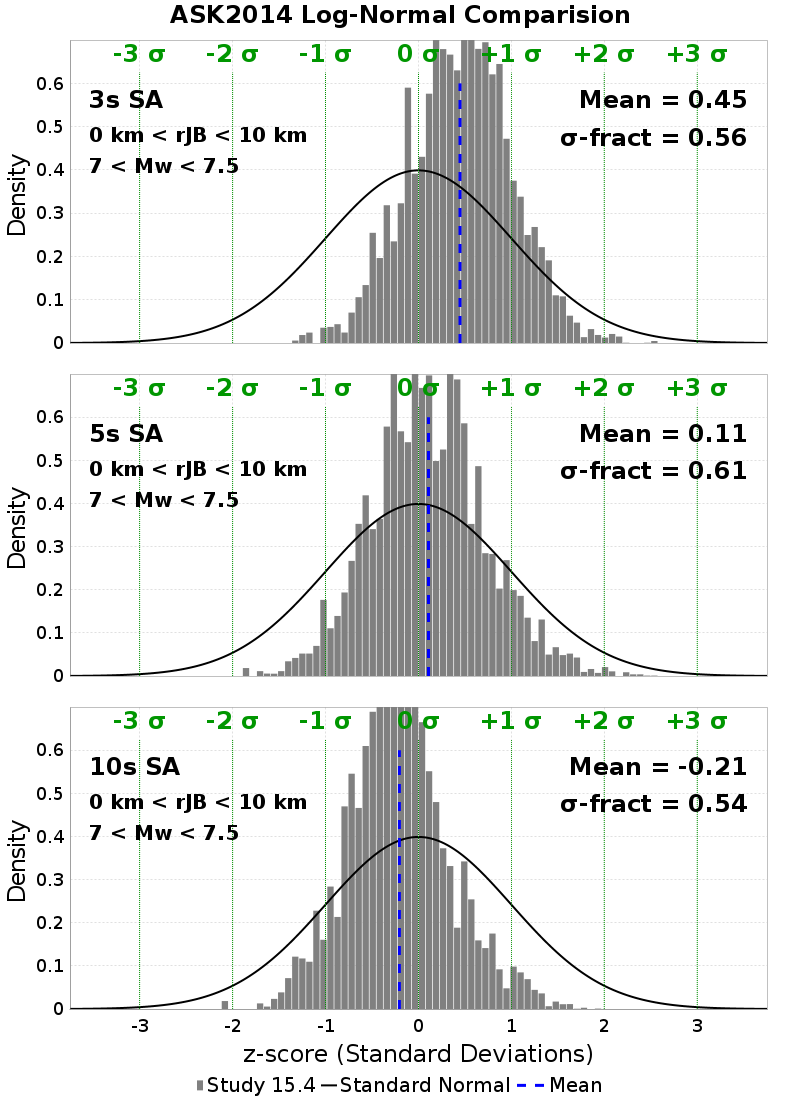 ASK2014 Log-Normal Comparision
-3 σ -2 σ -1 σ 0 σ +1 σ +2 σ +3 σ
3s SA
0 km < rJB < 10 km
7 < Mw < 7.5
Mean = 0.45
σ-fract = 0.56
0.6
0.5
0.4
0.3
0.2
0.1
0
Density
-3 σ -2 σ -1 σ 0 σ +1 σ +2 σ +3 σ
5s SA
0 km < rJB < 10 km
7 < Mw < 7.5
Mean = 0.11
σ-fract = 0.61
0.6
0.5
0.4
0.3
0.2
0.1
0
Density
-3 σ -2 σ -1 σ 0 σ +1 σ +2 σ +3 σ
10s SA
0 km < rJB < 10 km
7 < Mw < 7.5
Mean = -0.21
σ-fract = 0.54
0.6
0.5
0.4
0.3
0.2
0.1
0
Density
-3 -2 -1 0 1 2 3
z-score (Standard Deviations)
Study 15.4 Standard Normal Mean